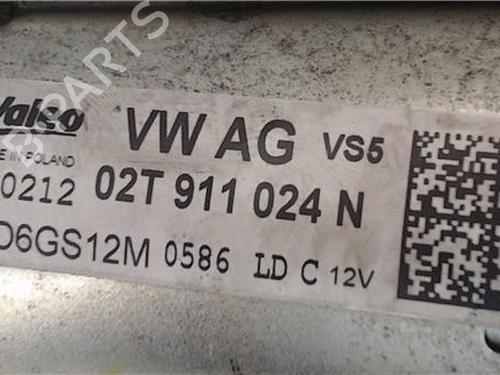 Valeo VW AG VS5
E IN POLAND
0212 02T 911 024 N
D6GS12M 0586 LD C 12V